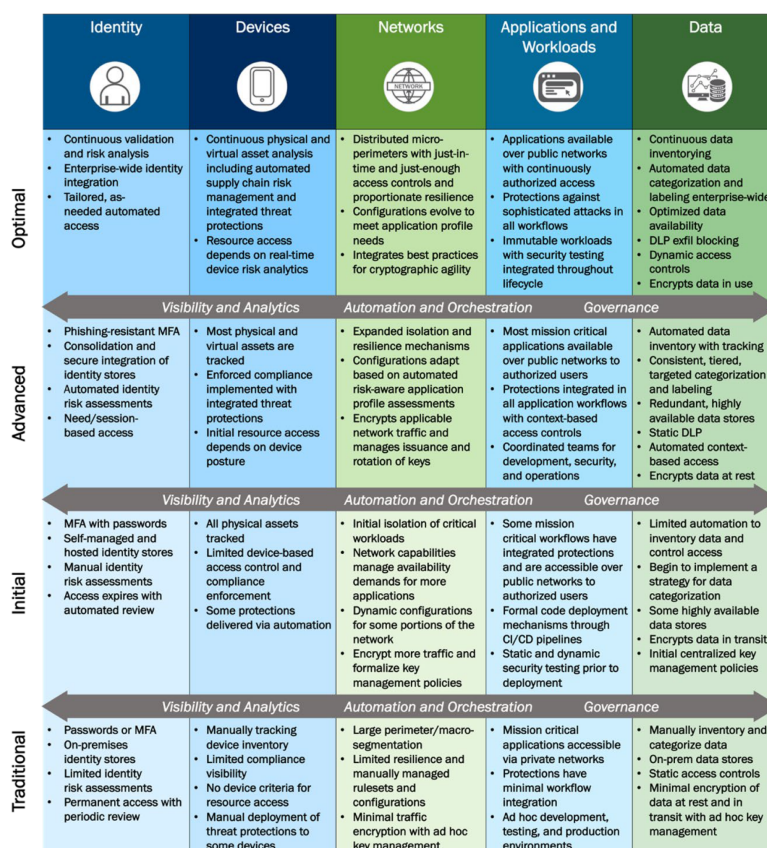 Identity
Devices
Networks
Applications and
Workloads
Data
NETWORK
Optimal
• Continuous validation
and risk analysis
• Enterprise-wide identity
integration
• Tailored, as-
needed automated
access
• Continuous physical and
virtual asset analysis
including automated
supply chain risk
management and
integrated threat
protections
• Resource access
depends on real-time
device risk analytics
• Distributed micro-
perimeters with just-in-
time and just-enough
access controls and
proportionate resilience
• Configurations evolve to
meet application profile
needs
• Integrates best practices
for cryptographic agility
• Applications available
over public networks
with continuously
authorized access
• Protections against
sophisticated attacks in
all workflows
• Immutable workloads
with security testing
integrated throughout
lifecycle
• Continuous data
inventorying
• Automated data
categorization and
labeling enterprise-wide
• Optimized data
availability
• DLP exfil blocking
• Dynamic access
controls
• Encrypts data in use
Visibility and Analytics Automation and Orchestration Governance
Advanced
• Phishing-resistant MFA
• Consolidation and
secure integration of
identity stores
• Automated identity
risk assessments
• Need/session-
based access
• Most physical and
virtual assets are
tracked
• Enforced compliance
implemented with
integrated threat
protections
• Initial resource access
depends on device
posture
• Expanded isolation and
resilience mechanisms
• Configurations adapt
based on automated
risk-aware application
profile assessments
• Encrypts applicable
network traffic and
manages issuance and
rotation of keys
• Most mission critical
applications available
over public networks to
authorized users
• Protections integrated in
all application workflows
with context-based
access controls
• Coordinated teams for
development, security,
and operations
• Automated data
inventory with tracking
• Consistent, tiered,
targeted categorization
and labeling
• Redundant, highly
available data stores
• Static DLP
• Automated context-
based access
• Encrypts data at rest
Visibility and Analytics Automation and Orchestration Governance
Initial
• MFA with passwords
• Self-managed and
hosted identity stores
• Manual identity
risk assessments
• Access expires with
automated review
• All physical assets
tracked
• Limited device-based
access control and
compliance
enforcement
• Some protections
delivered via automation
• Initial isolation of critical
workloads
• Network capabilities
manage availability
demands for more
applications
• Dynamic configurations
for some portions of the
network
• Encrypt more traffic and
formalize key
management policies
• Some mission
critical workflows have
integrated protections
and are accessible over
public networks to
authorized users
• Formal code deployment
mechanisms through
CI/CD pipelines
• Static and dynamic
security testing prior to
deployment
• Limited automation to
inventory data and
control access
• Begin to implement a
strategy for data
categorization
• Some highly available
data stores
• Encrypts data in transit
• Initial centralized key
management policies
Visibility and Analytics Automation and Orchestration Governance
Traditional
• Passwords or MFA
• On-premises
identity stores
• Limited identity
risk assessments
• Permanent access with
periodic review
• Manually tracking
device inventory
• Limited compliance
visibility
• No device criteria for
resource access
• Manual deployment of
threat protections to
some devices
• Large perimeter/macro-
segmentation
• Limited resilience and
manually managed
rulesets and
configurations
• Minimal traffic
encryption with ad hoc
key management
• Mission critical
applications accessible
via private networks
• Protections have
minimal workflow
integration
• Ad hoc development,
testing, and production
environments
• Manually inventory and
categorize data
• On-prem data stores
• Static access controls
• Minimal encryption of
data at rest and in
transit with ad hoc key
management